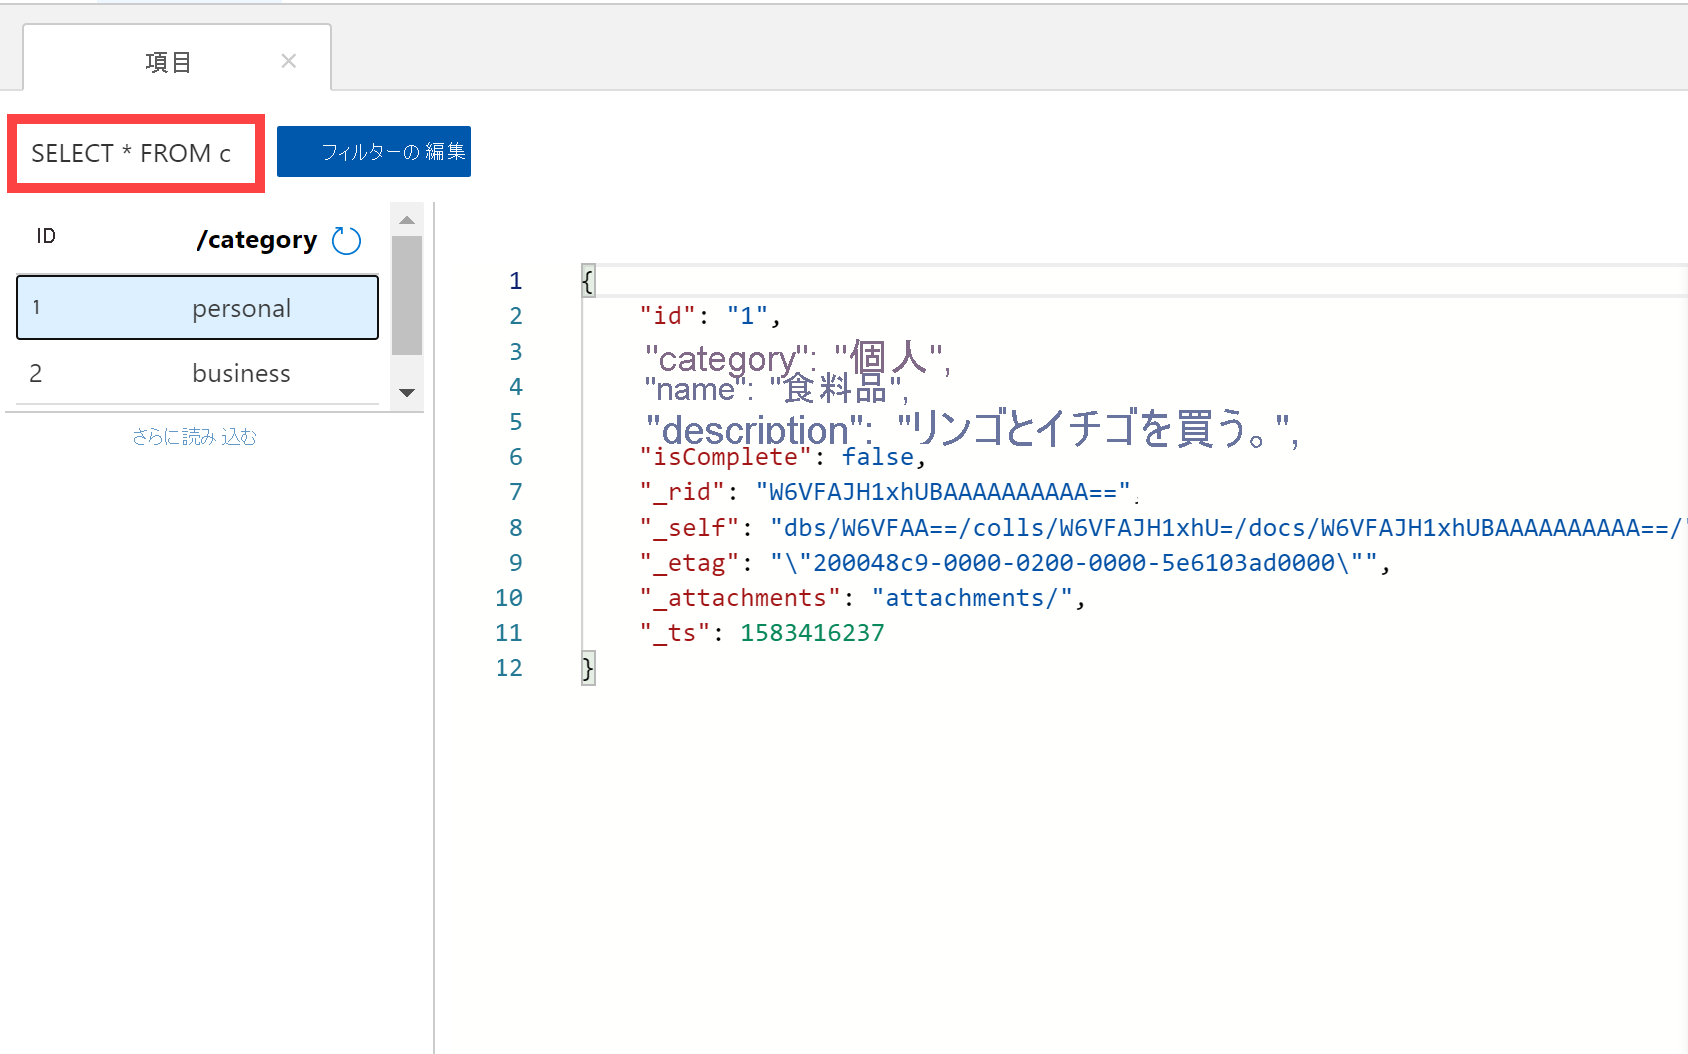 項目
SELECT * FROM c
フィルターの 編集
ID /category
1 personal
2 business
さらに読み 込む
1 {
2 "id": "1",
3 "category": "個人",
4 "name": "食料品",
5 "description": "リンゴとイチゴを買う。",
6 "isComplete": false,
7 "_rid": "W6VFAJH1xhUBAAAAAAAAAA==",
8 "_self": "dbs/W6VFAA==/colls/W6VFAJH1xhU=/docs/W6VFAJH1xhUBAAAAAAAAAA==/"
9 "_etag": "\"200048c9-0000-0200-0000-5e6103ad0000\"",
10 "_attachments": "attachments/",
11 "_ts": 1583416237
12 }